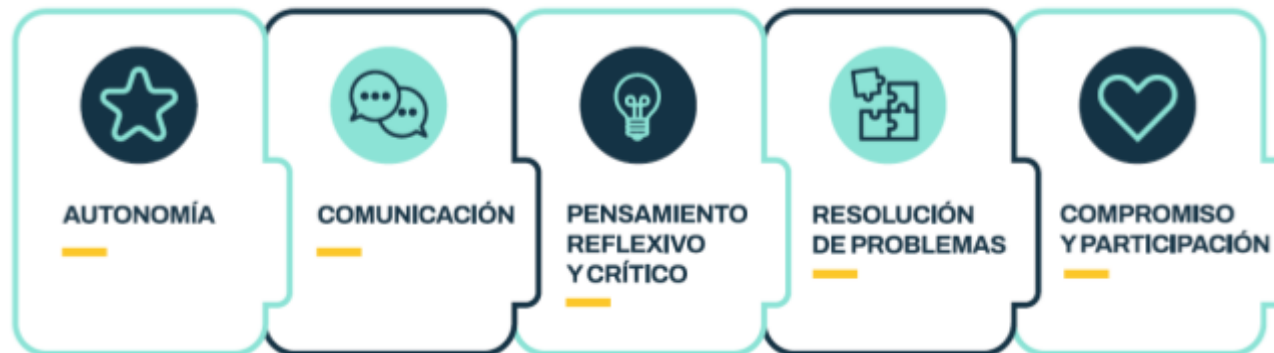 AUTONOMÍA
COMUNICACIÓN
PENSAMIENTO
REFLEXIVO
Y CRÍTICO
RESOLUCIÓN
DE PROBLEMAS
COMPROMISO
Y PARTICIPACIÓN